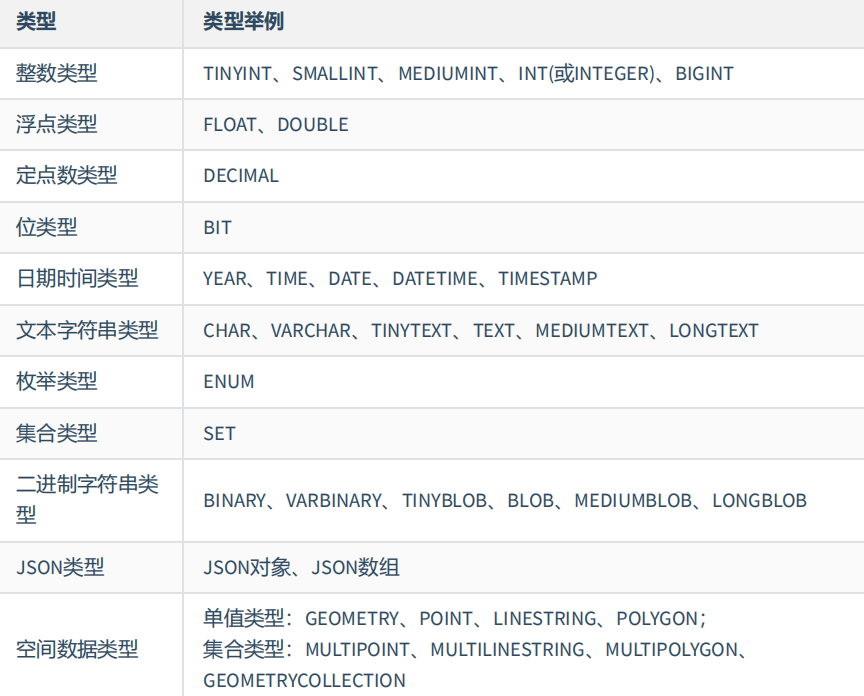 类型 类型举例
整数类型 TINYINT、SMALLINT、MEDIUMINT、INT(或INTEGER)、BIGINT
浮点类型 FLOAT、DOUBLE
定点数类型 DECIMAL
位类型 BIT
日期时间类型 YEAR、TIME、DATE、DATETIME、TIMESTAMP
文本字符串类型 CHAR、VARCHAR、TINYTEXT、TEXT、MEDIUMTEXT、LONGTEXT
枚举类型 ENUM
集合类型 SET
二进制字符串类
型
BINARY、VARBINARY、TINYBLOB、BLOB、MEDIUMBLOB、LONGBLOB
JSON类型 JSON对象、JSON数组
空间数据类型
单值类型：GEOMETRY、POINT、LINESTRING、POLYGON；
集合类型：MULTIPOINT、MULTILINESTRING、MULTIPOLYGON、
GEOMETRYCOLLECTION